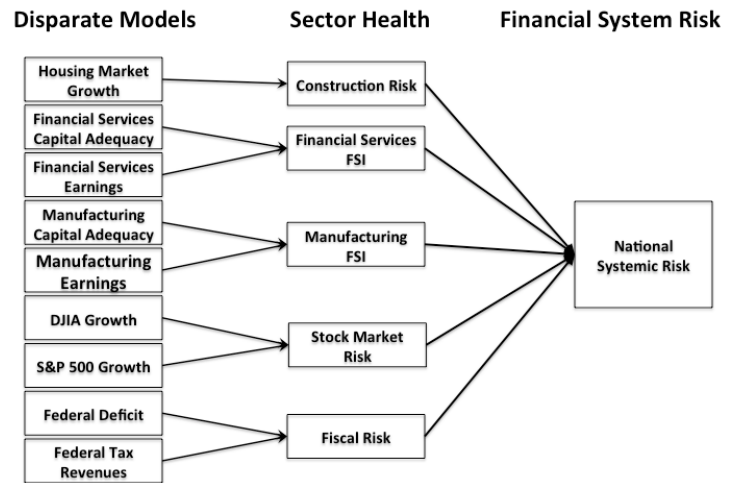 Disparate Models
Sector Health
Financial System Risk
Housing Market
Growth
Financial Services
Capital Adequacy
Financial Services
Earnings
Manufacturing
Capital Adequacy
Manufacturing
Earnings
DJIA Growth
S&P 500 Growth
Federal Deficit
Federal Tax
Revenues
Construction Risk
Financial Services
FSI
Manufacturing
FSI
Stock Market
Risk
Fiscal Risk
National
Systemic Risk